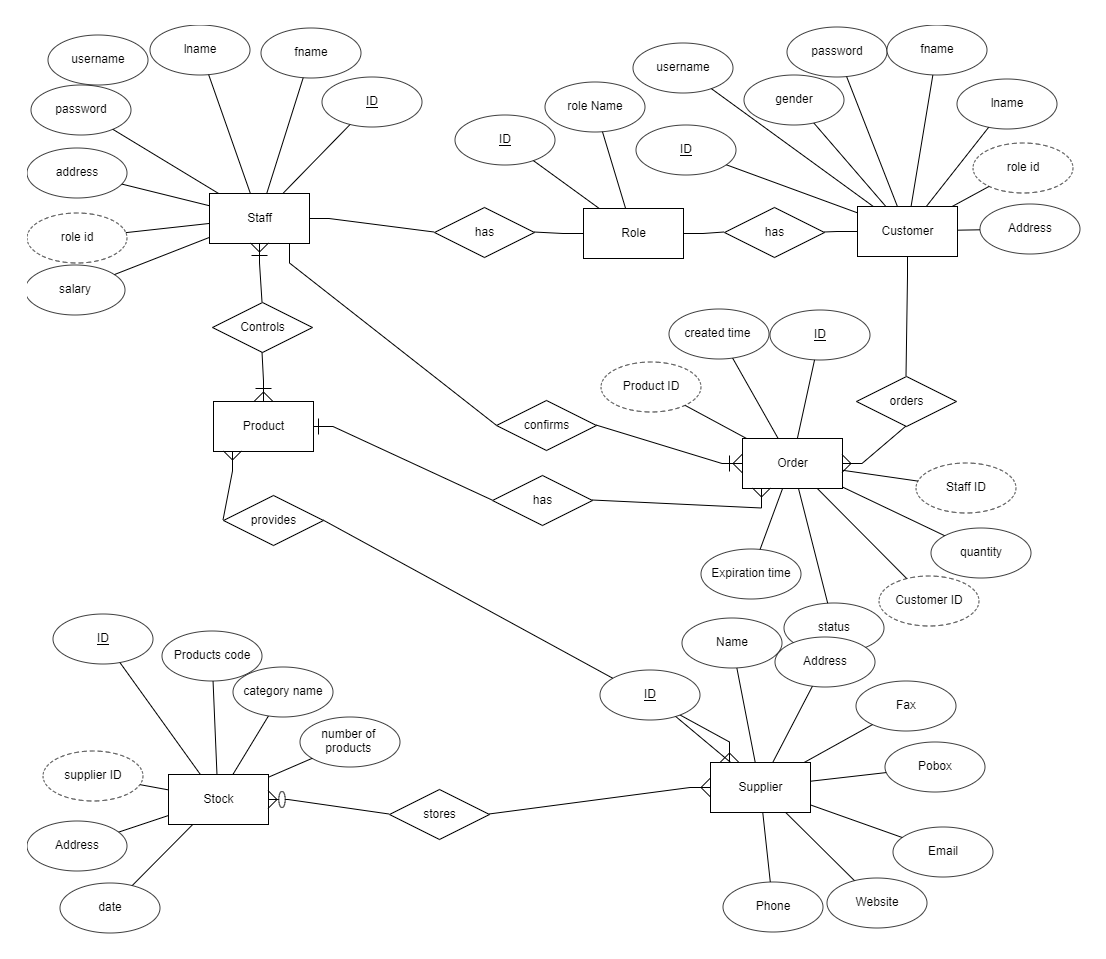 username
lname
fname
password
ID
address
role id
salary
Staff
ID
role Name
has
Role
has
username
password
fname
gender
lname
ID
role id
Address
Customer
Controls
created time
ID
Product ID
orders
Product
confirms
Order
Staff ID
has
provides
quantity
Expiration time
Customer ID
status
Name
Address
ID
Products code
category name
number of
products
ID
Fax
supplier ID
Pobox
Stock
stores
Supplier
Address
Email
date
Phone
Website